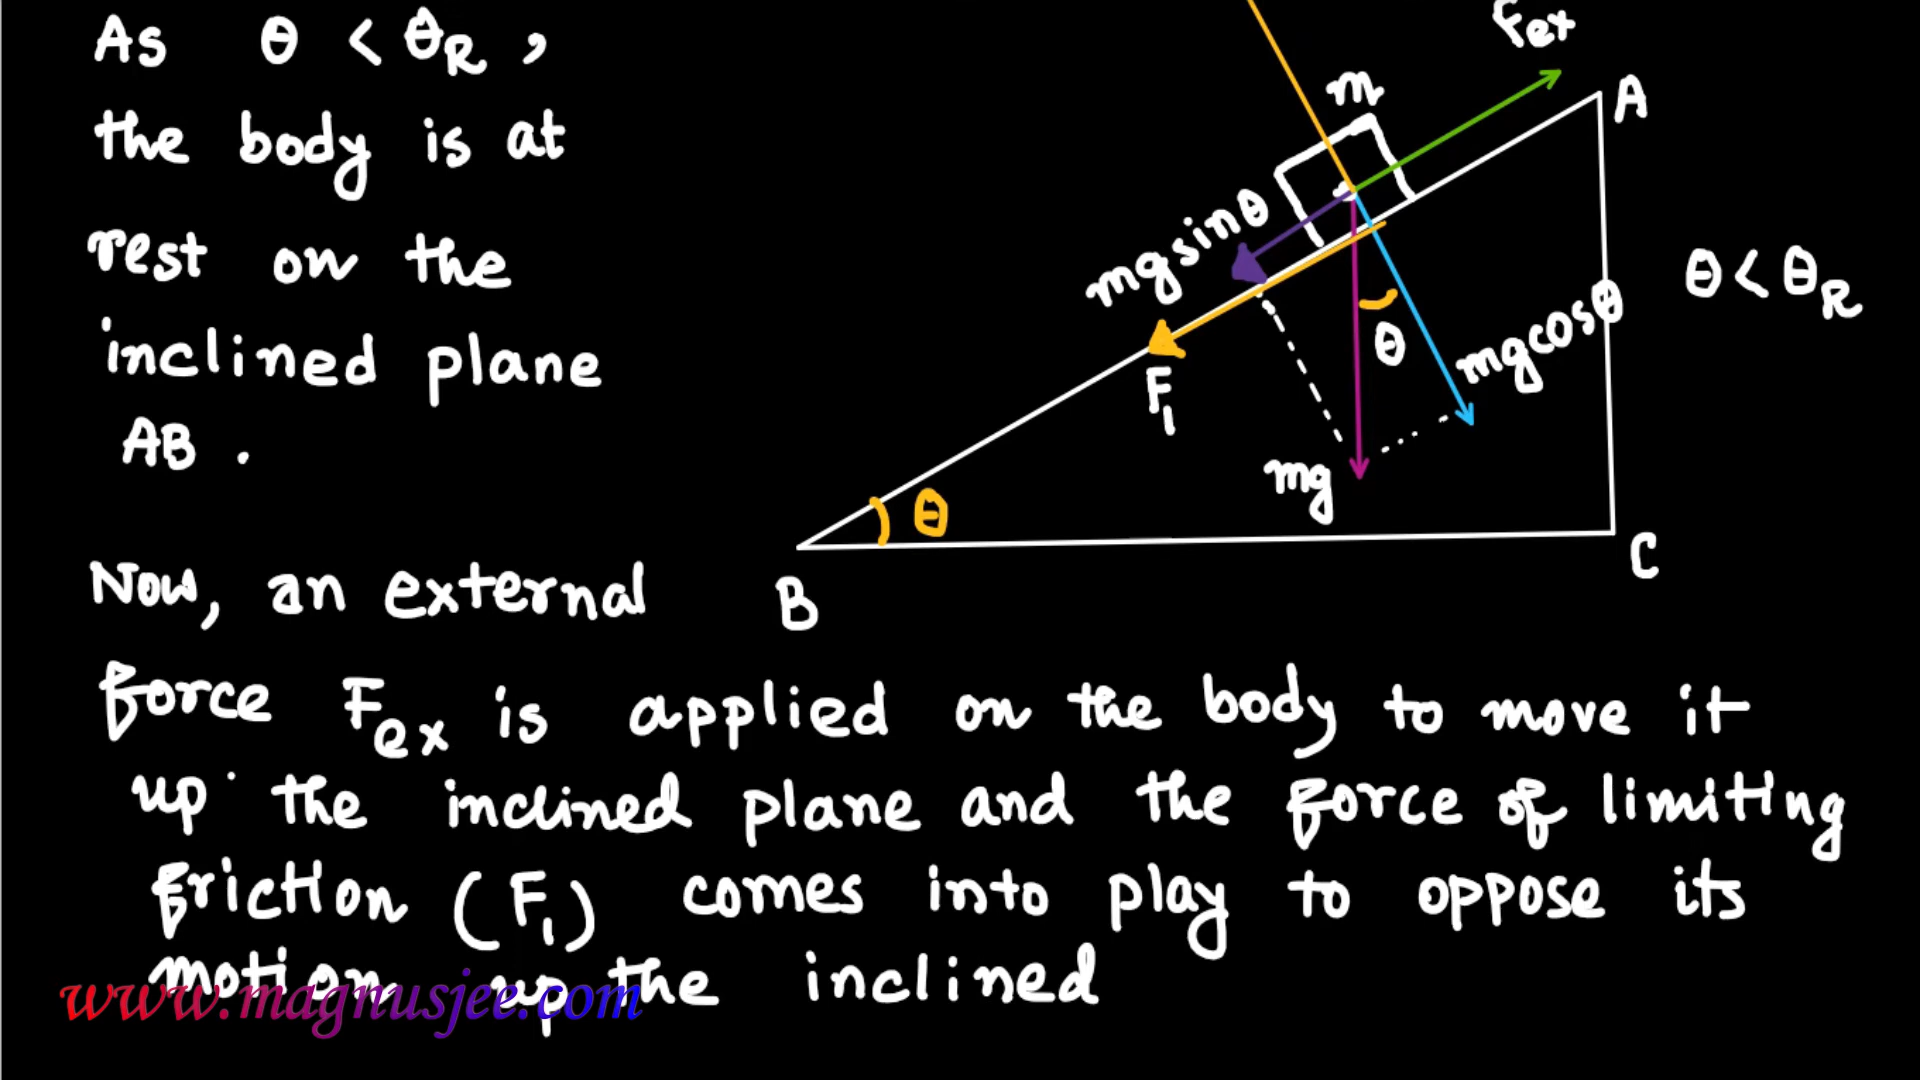 As θ < θR,
the body is at
rest on the
inclined plane
AB.
Now, an external
force Fex is applied on the body to move it
up the inclined plane and the force of limiting
friction (F1) comes into play to oppose its
motion up the inclined
www.magnusjee.com
Fex
m
A
mgsinθ
θ < θR
mgcosθ
θ
F1
mg
θ
B
C